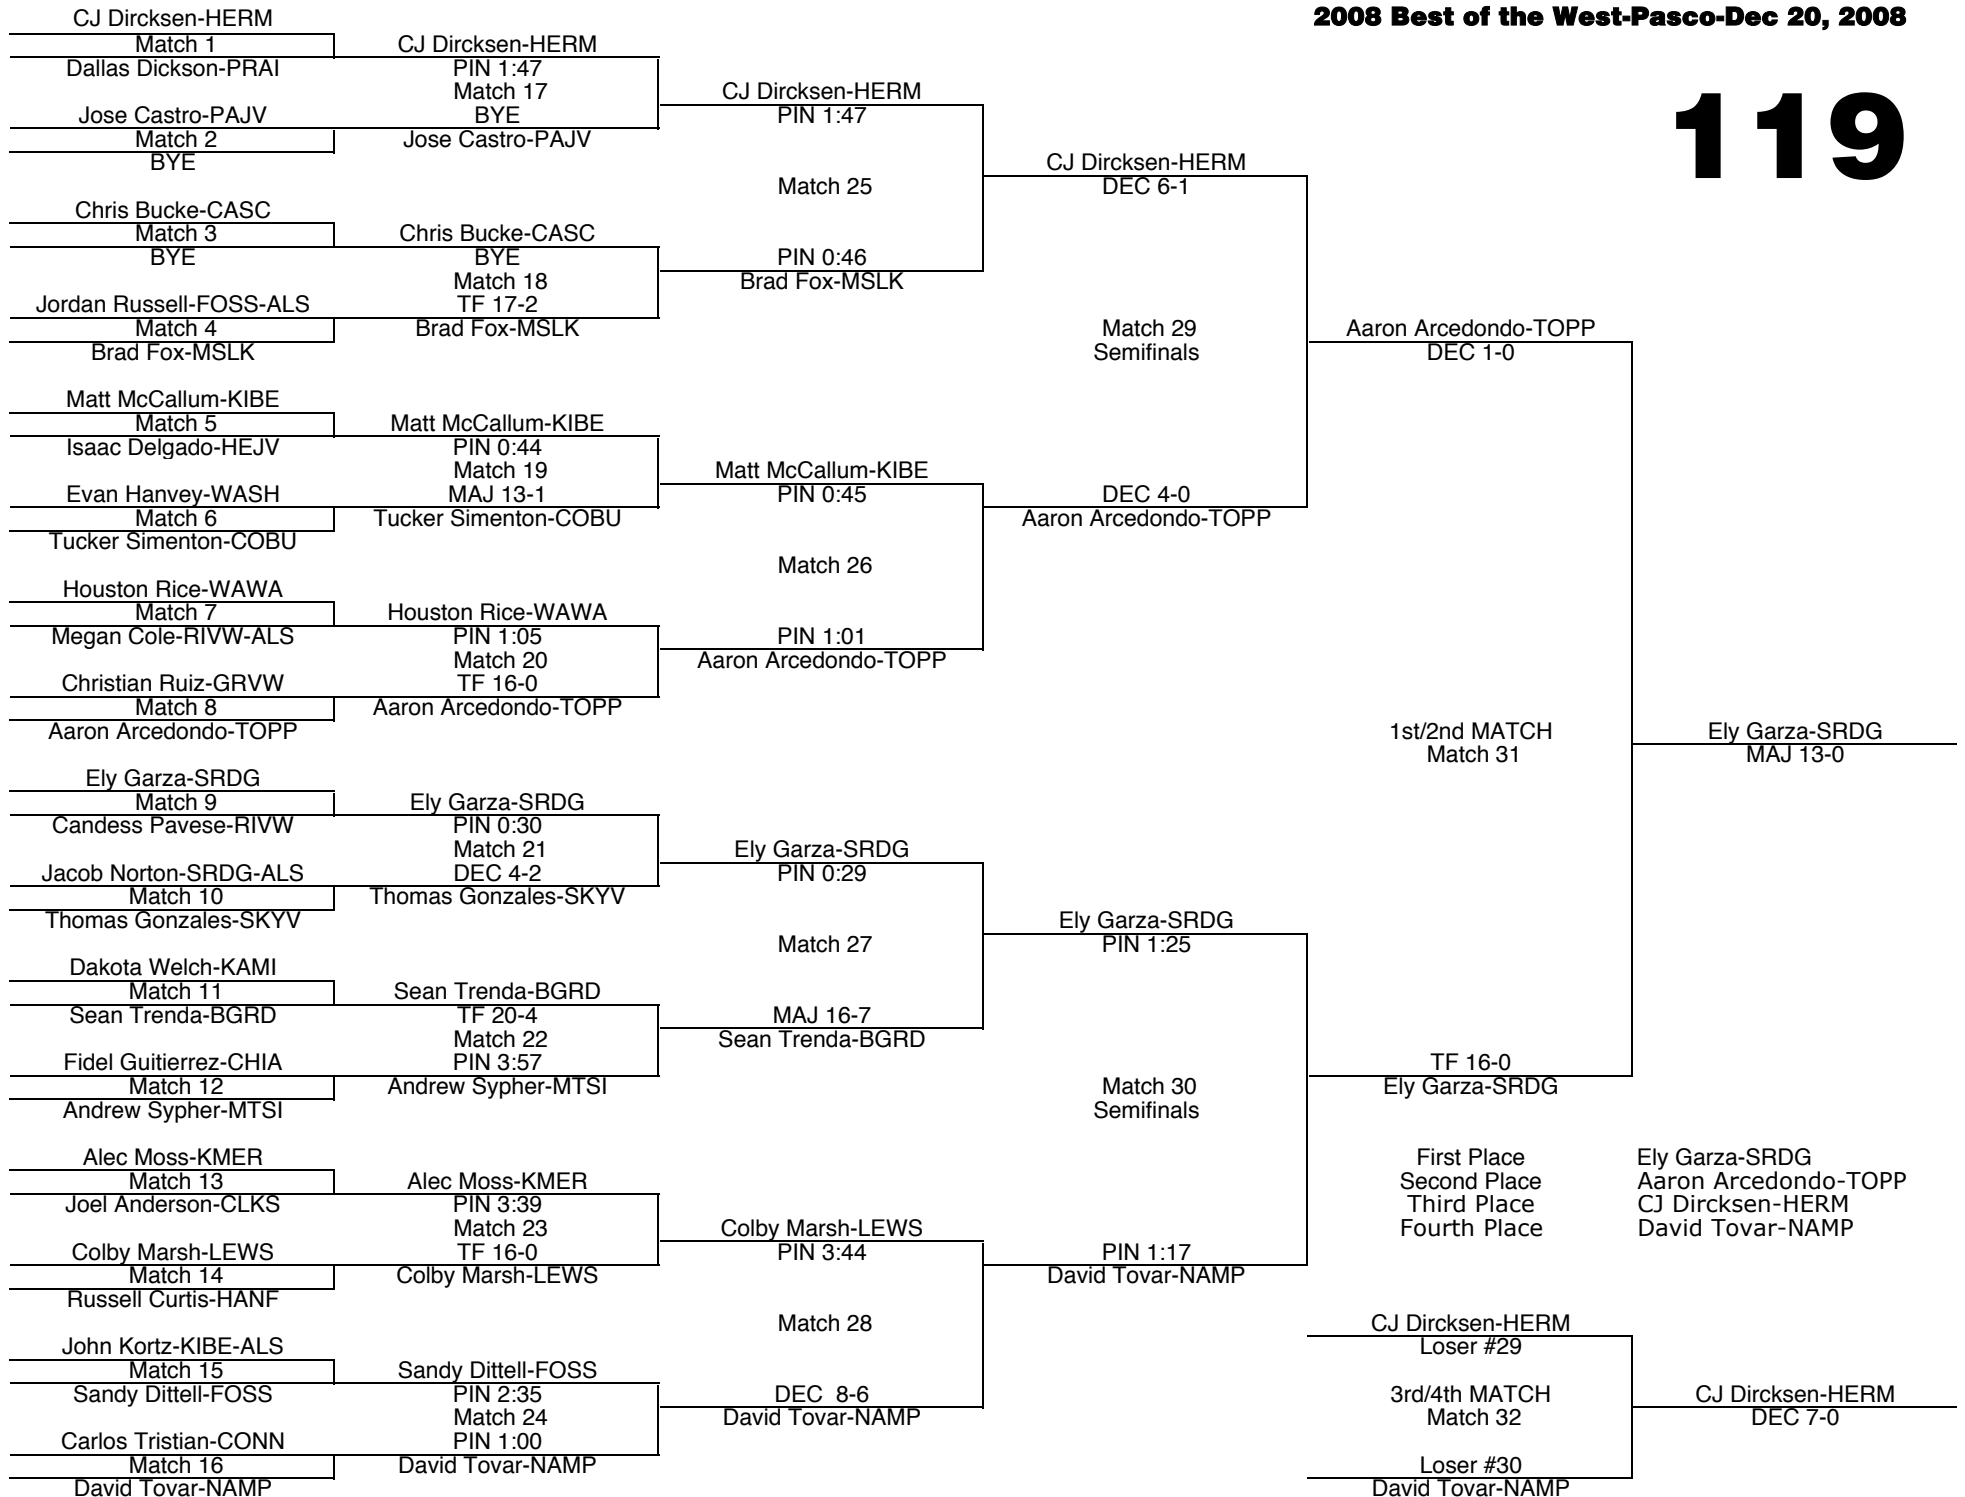 2008 Best of the West-Pasco-Dec 20, 2008
119
CJ Dircksen-HERM
Match 1
Dallas Dickson-PRAI
Jose Castro-PAJV
Match 2
BYE
Chris Bucke-CASC
Match 3
BYE
Jordan Russell-FOSS-ALS
Match 4
Brad Fox-MSLK
Matt McCallum-KIBE
Match 5
Isaac Delgado-HEJV
Evan Hanvey-WASH
Match 6
Tucker Simenton-COBU
Houston Rice-WAWA
Match 7
Megan Cole-RIVW-ALS
Christian Ruiz-GRVW
Match 8
Aaron Arcedondo-TOPP
Ely Garza-SRDG
Match 9
Candess Pavese-RIVW
Jacob Norton-SRDG-ALS
Match 10
Thomas Gonzales-SKYV
Dakota Welch-KAMI
Match 11
Sean Trenda-BGRD
Fidel Guitierrez-CHIA
Match 12
Andrew Sypher-MTSI
Alec Moss-KMER
Match 13
Joel Anderson-CLKS
Colby Marsh-LEWS
Match 14
Russell Curtis-HANF
John Kortz-KIBE-ALS
Match 15
Sandy Dittell-FOSS
Carlos Tristian-CONN
Match 16
David Tovar-NAMP
CJ Dircksen-HERM
PIN 1:47
Match 17
BYE
Jose Castro-PAJV
Chris Bucke-CASC
BYE
Match 18
TF 17-2
Brad Fox-MSLK
Matt McCallum-KIBE
PIN 0:44
Match 19
MAJ 13-1
Tucker Simenton-COBU
Houston Rice-WAWA
PIN 1:05
Match 20
TF 16-0
Aaron Arcedondo-TOPP
Ely Garza-SRDG
PIN 0:30
Match 21
DEC 4-2
Thomas Gonzales-SKYV
Sean Trenda-BGRD
TF 20-4
Match 22
PIN 3:57
Andrew Sypher-MTSI
Alec Moss-KMER
PIN 3:39
Match 23
TF 16-0
Colby Marsh-LEWS
Sandy Dittell-FOSS
PIN 2:35
Match 24
PIN 1:00
David Tovar-NAMP
CJ Dircksen-HERM
PIN 1:47
Match 25
PIN 0:46
Brad Fox-MSLK
Matt McCallum-KIBE
PIN 0:45
Match 26
PIN 1:01
Aaron Arcedondo-TOPP
Ely Garza-SRDG
PIN 0:29
Match 27
MAJ 16-7
Sean Trenda-BGRD
Colby Marsh-LEWS
PIN 3:44
Match 28
DEC 8-6
David Tovar-NAMP
CJ Dircksen-HERM
DEC 6-1
Match 29
Semifinals
DEC 4-0
Aaron Arcedondo-TOPP
Ely Garza-SRDG
PIN 1:25
Match 30
Semifinals
PIN 1:17
David Tovar-NAMP
Aaron Arcedondo-TOPP
DEC 1-0
1st/2nd MATCH
Match 31
TF 16-0
Ely Garza-SRDG
Ely Garza-SRDG
MAJ 13-0
First Place Ely Garza-SRDG
Second Place Aaron Arcedondo-TOPP
Third Place CJ Dircksen-HERM
Fourth Place David Tovar-NAMP
CJ Dircksen-HERM
Loser #29
3rd/4th MATCH
Match 32
Loser #30
David Tovar-NAMP
CJ Dircksen-HERM
DEC 7-0